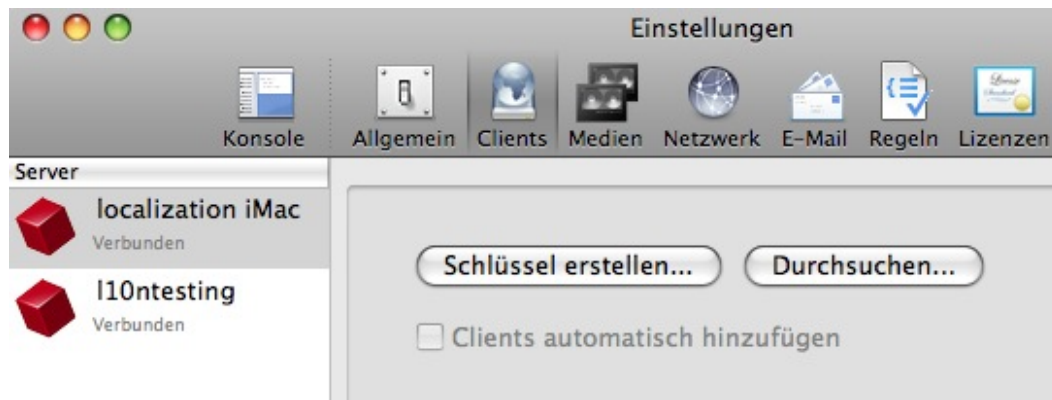 Einstellungen
Konsole Allgemein Clients Medien Netzwerk E-Mail Regeln Lizenzen
Server
localization iMac
Verbunden
l10ntesting
Verbunden
Schlüssel erstellen... Durchsuchen...
Clients automatisch hinzufügen